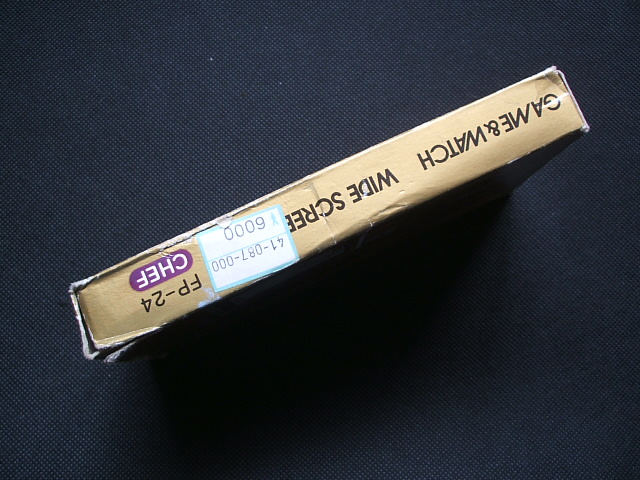 GAME&WATCH WIDE SCREE
¥6000
41-087-000
CHEF
FP-24